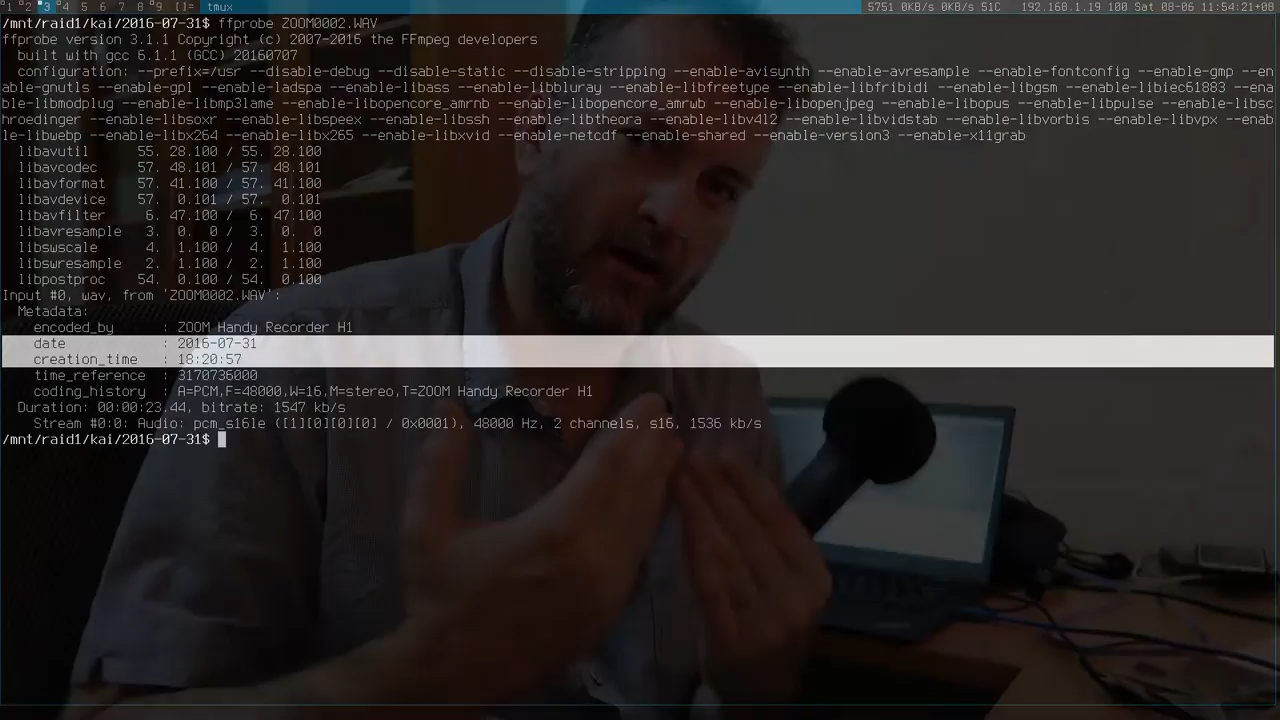 1 2 3 4 5 6 7 8 9 []= tmux 5751 0KB/s 0KB/s 51C 192.168.1.19 100 Sat 08-06 11:54:21+08
/mnt/raid1/kai/2016-07-31$ ffprobe ZOOM0002.WAV
ffprobe version 3.1.1 Copyright (c) 2007-2016 the FFmpeg developers
built with gcc 6.1.1 (GCC) 20160707
configuration: --prefix=/usr --disable-debug --disable-static --disable-stripping --enable-avisynth --enable-avresample --enable-fontconfig --enable-gmp --en
able-gnutls --enable-gpl --enable-ladspa --enable-libass --enable-libbluray --enable-libfreetype --enable-libfribidi --enable-libgsm --enable-libiec61883 --ena
ble-libmodplug --enable-libmp3lame --enable-libopencore_amrnb --enable-libopencore_amrwb --enable-libopenjpeg --enable-libopus --enable-libpulse --enable-libsc
hroedinger --enable-libsoxr --enable-libspeex --enable-libssh --enable-libtheora --enable-libv4l2 --enable-libvidstab --enable-libvorbis --enable-libvpx --enab
le-libwebp --enable-libx264 --enable-libx265 --enable-libxvid --enable-netcdf --enable-shared --enable-version3 --enable-x11grab
libavutil 55. 28.100 / 55. 28.100
libavcodec 57. 48.101 / 57. 48.101
libavformat 57. 41.100 / 57. 41.100
libavdevice 57. 0.101 / 57. 0.101
libavfilter 6. 47.100 / 6. 47.100
libavresample 3. 0. 0 / 3. 0. 0
libswscale 4. 1.100 / 4. 1.100
libswresample 2. 1.100 / 2. 1.100
libpostproc 54. 0.100 / 54. 0.100
Input #0, wav, from 'ZOOM0002.WAV':
Metadata:
encoded_by : ZOOM Handy Recorder H1
date : 2016-07-31
creation_time : 18:20:57
time_reference : 3170736000
coding_history : A=PCM,F=48000,W=16,M=stereo,T=ZOOM Handy Recorder H1
Duration: 00:00:23.44, bitrate: 1547 kb/s
Stream #0:0: Audio: pcm_s16le ([1][0][0][0] / 0x0001), 48000 Hz, 2 channels, s16, 1536 kb/s
/mnt/raid1/kai/2016-07-31$